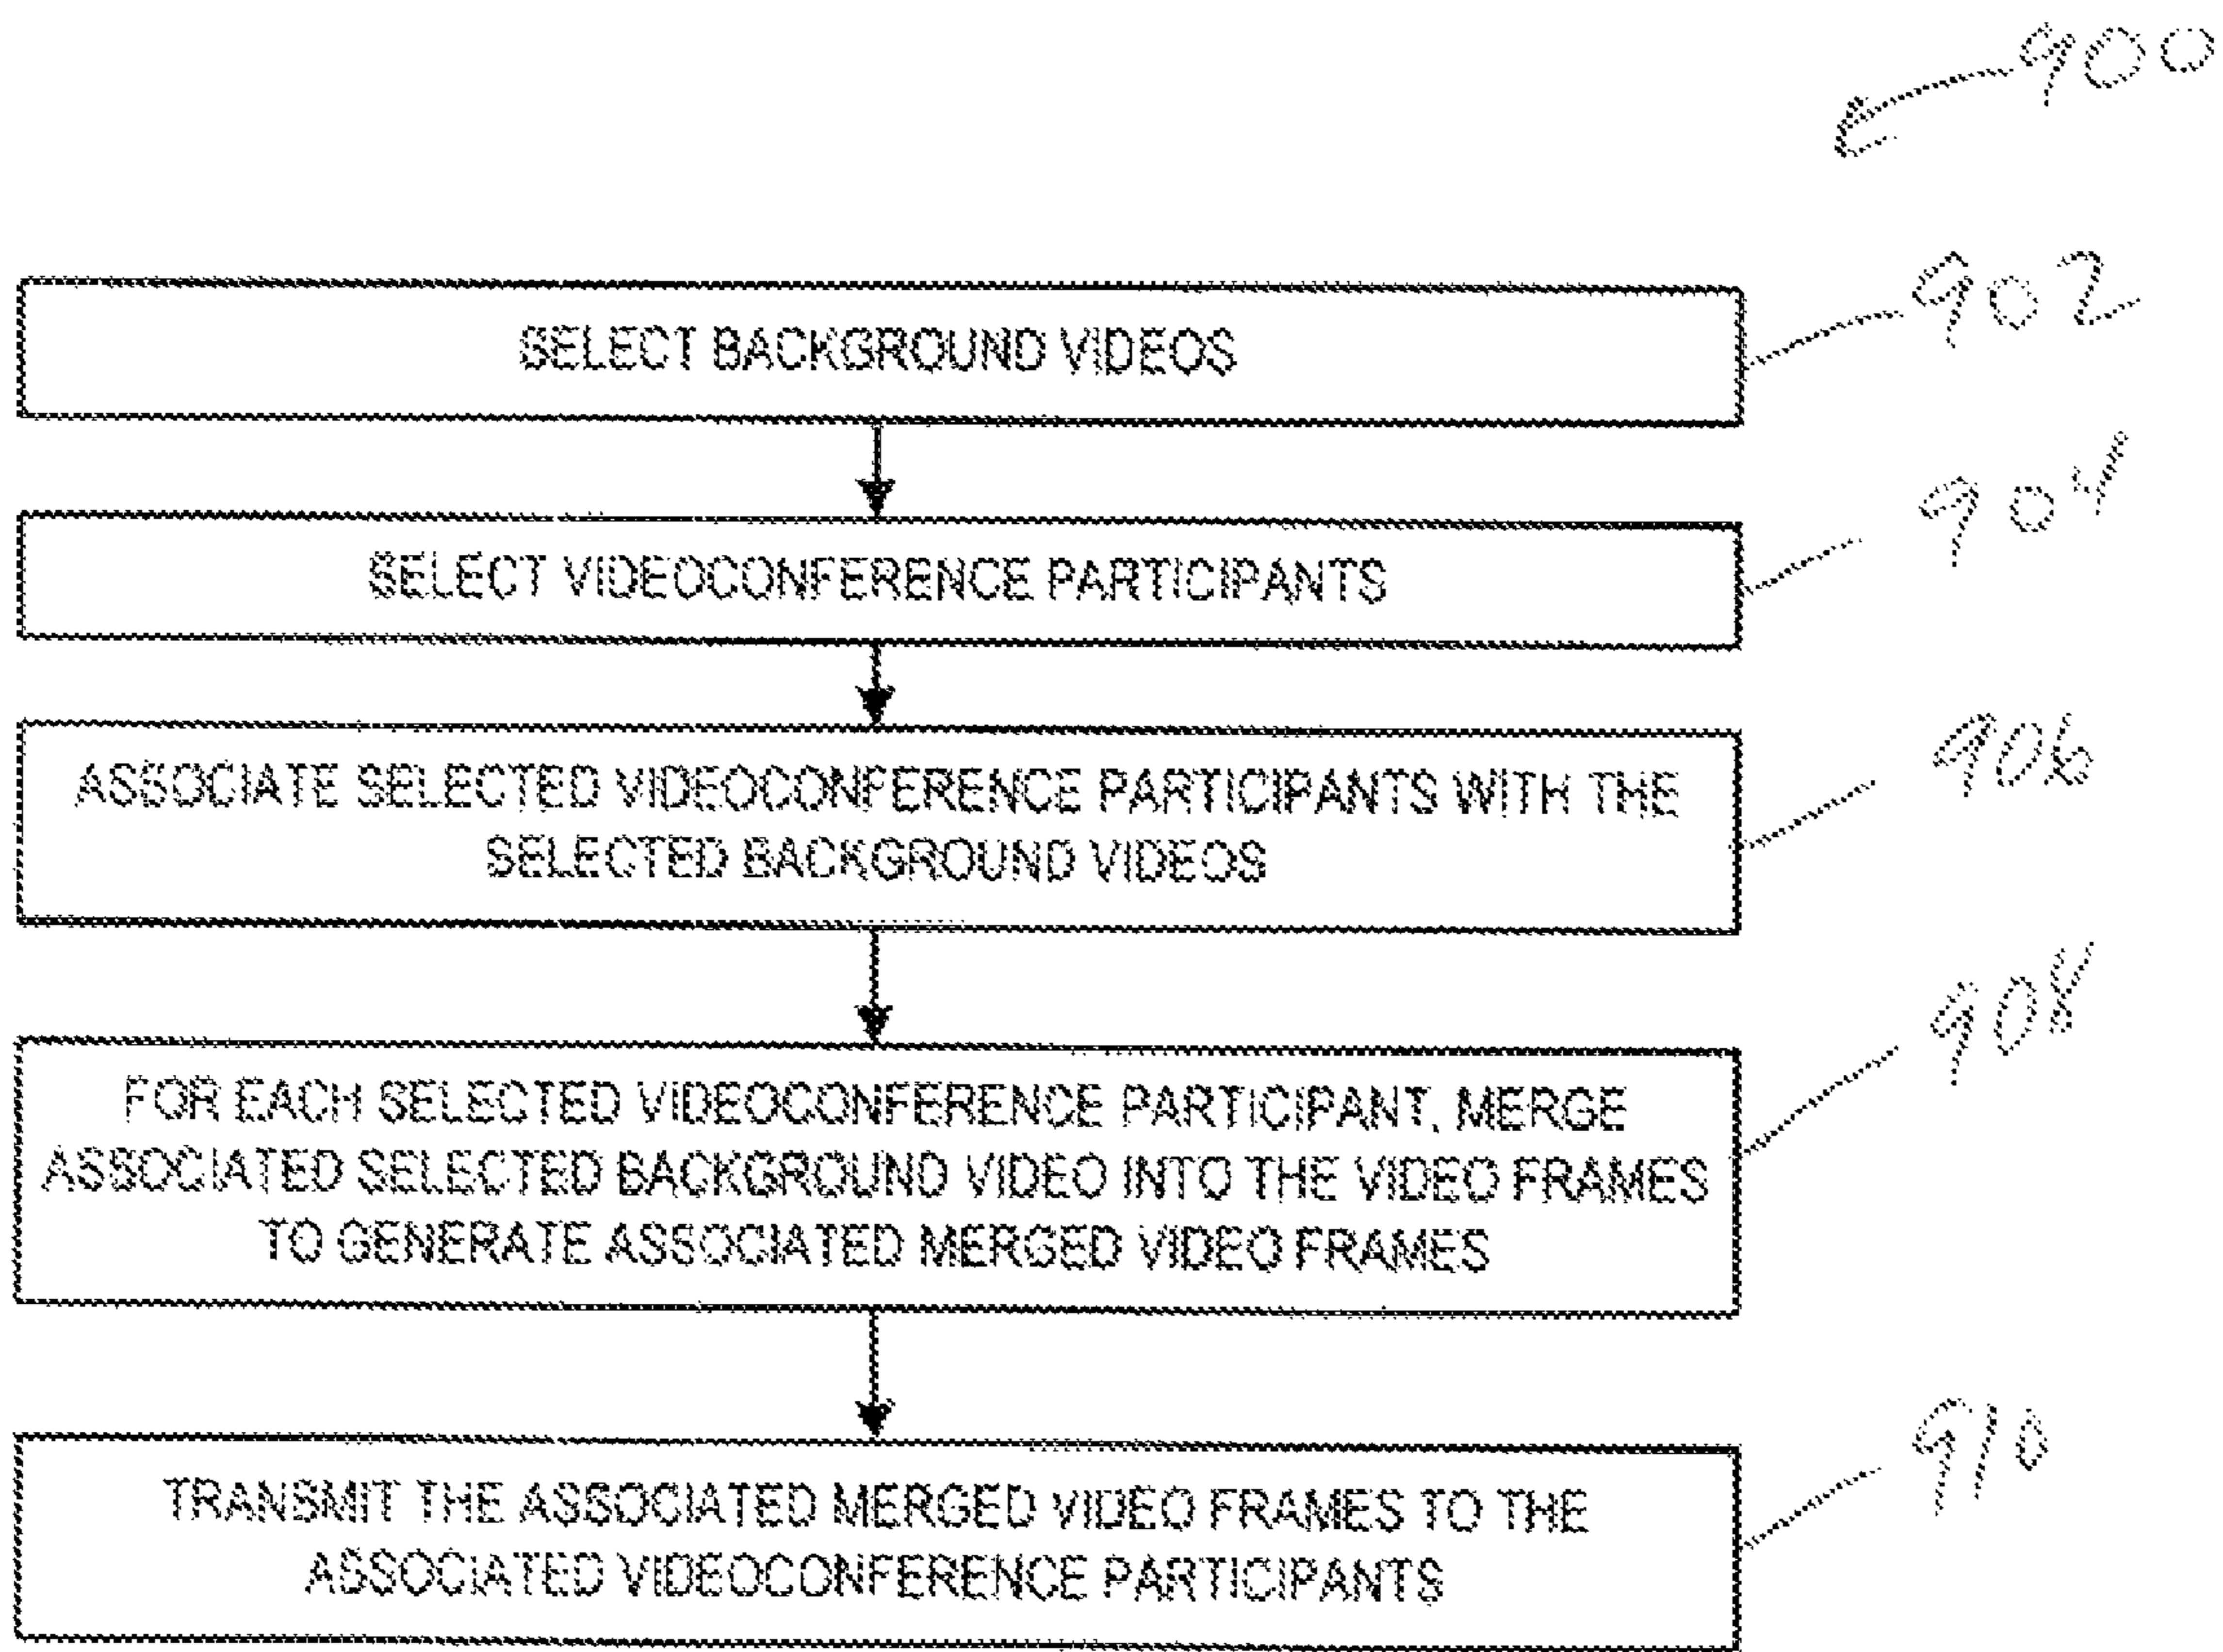 900
SELECT BACKGROUND VIDEOS
902
SELECT VIDEOCONFERENCE PARTICIPANTS
904
ASSOCIATE SELECTED VIDEOCONFERENCE PARTICIPANTS WITH THE
SELECTED BACKGROUND VIDEOS
906
FOR EACH SELECTED VIDEOCONFERENCE PARTICIPANT, MERGE
ASSOCIATED SELECTED BACKGROUND VIDEO INTO THE VIDEO FRAMES
TO GENERATE ASSOCIATED MERGED VIDEO FRAMES
908
TRANSMIT THE ASSOCIATED MERGED VIDEO FRAMES TO THE
ASSOCIATED VIDEOCONFERENCE PARTICIPANTS
910